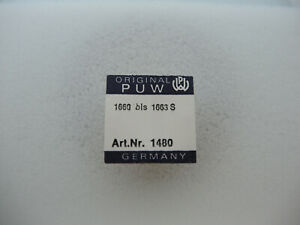 ORIGINAL
PUW
1660 bis 1663 S
Art.Nr. 1480
GERMANY